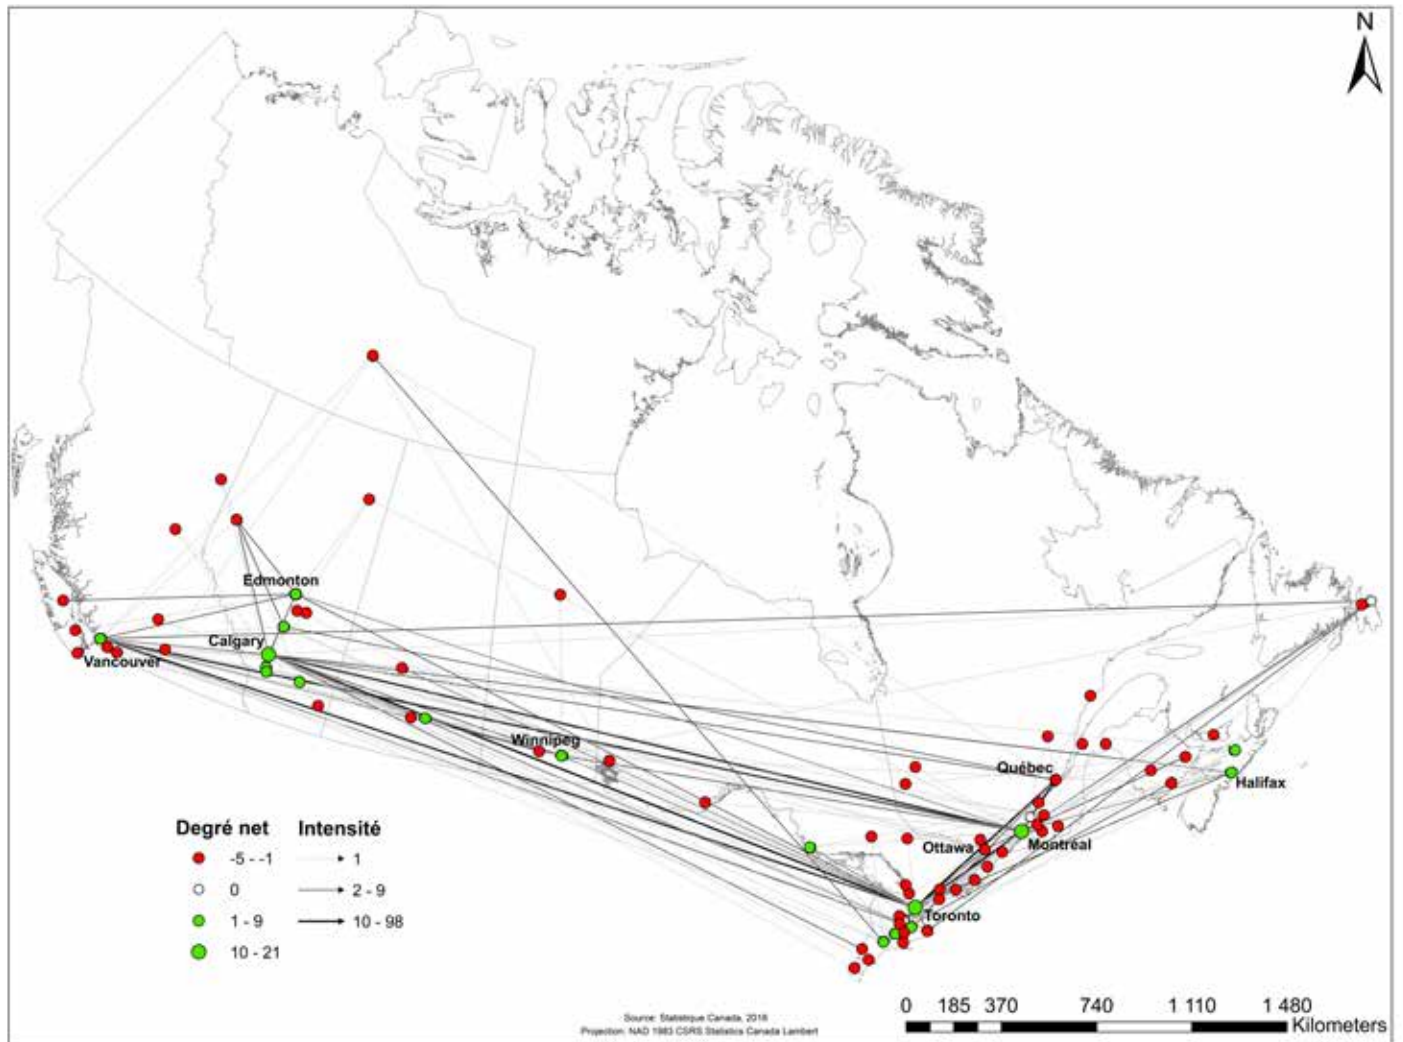 N
Edmonton
Calgary
Vancouver
Winnipeg
Québec
Halifax
Ottawa
Montréal
Toronto
Degré net Intensité
-5 - -1 1
0 2 - 9
1 - 9 10 - 98
10 - 21
0 185 370 740 1 110 1 480
Kilometers
Source: Statistique Canada, 2016
Projection: NAD 1983 CSRS Statistics Canada Lambert